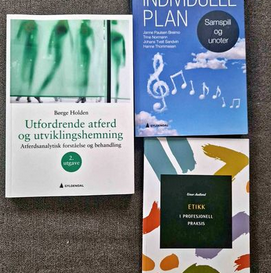 Børge Holden
Utfordrende atferd
og utviklingshemning
Atferdsanalytisk forståelse og behandling
2.
utgave
GYLDENDAL
INDIVIDUELL
PLAN
Samspill
og
unoter
ETIKK
I PROFESJONELL
PRAKSIS